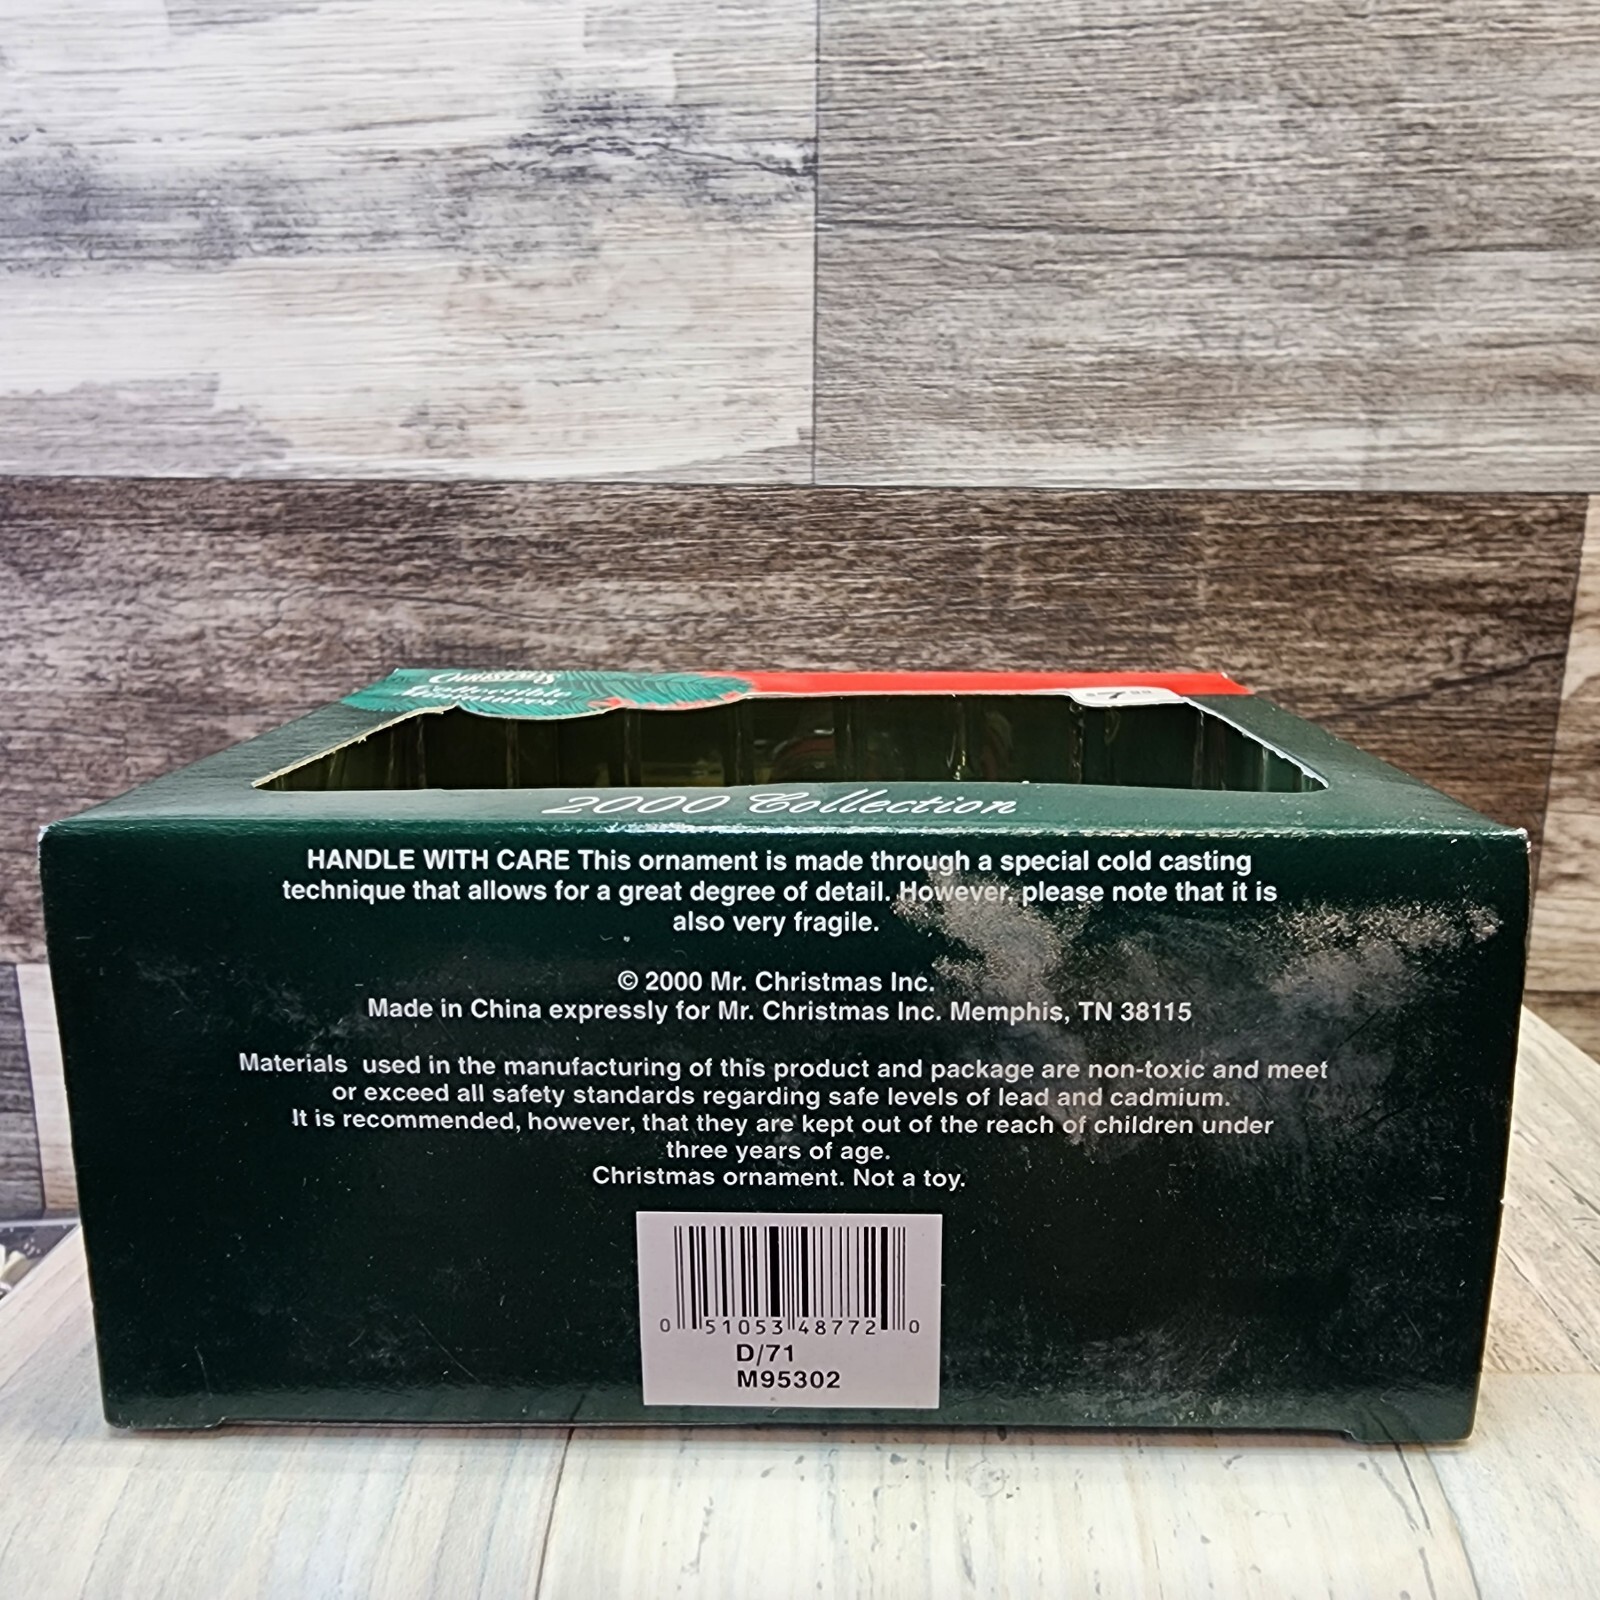 CHRISTMAS
Collectible
$7
2000 Collection
HANDLE WITH CARE This ornament is made through a special cold casting
technique that allows for a great degree of detail. However, please note that it is
also very fragile.
© 2000 Mr. Christmas Inc.
Made in China expressly for Mr. Christmas Inc. Memphis, TN 38115
Materials used in the manufacturing of this product and package are non-toxic and meet
or exceed all safety standards regarding safe levels of lead and cadmium.
It is recommended, however, that they are kept out of the reach of children under
three years of age.
Christmas ornament. Not a toy.
0 51053 48772 0
D/71
M95302